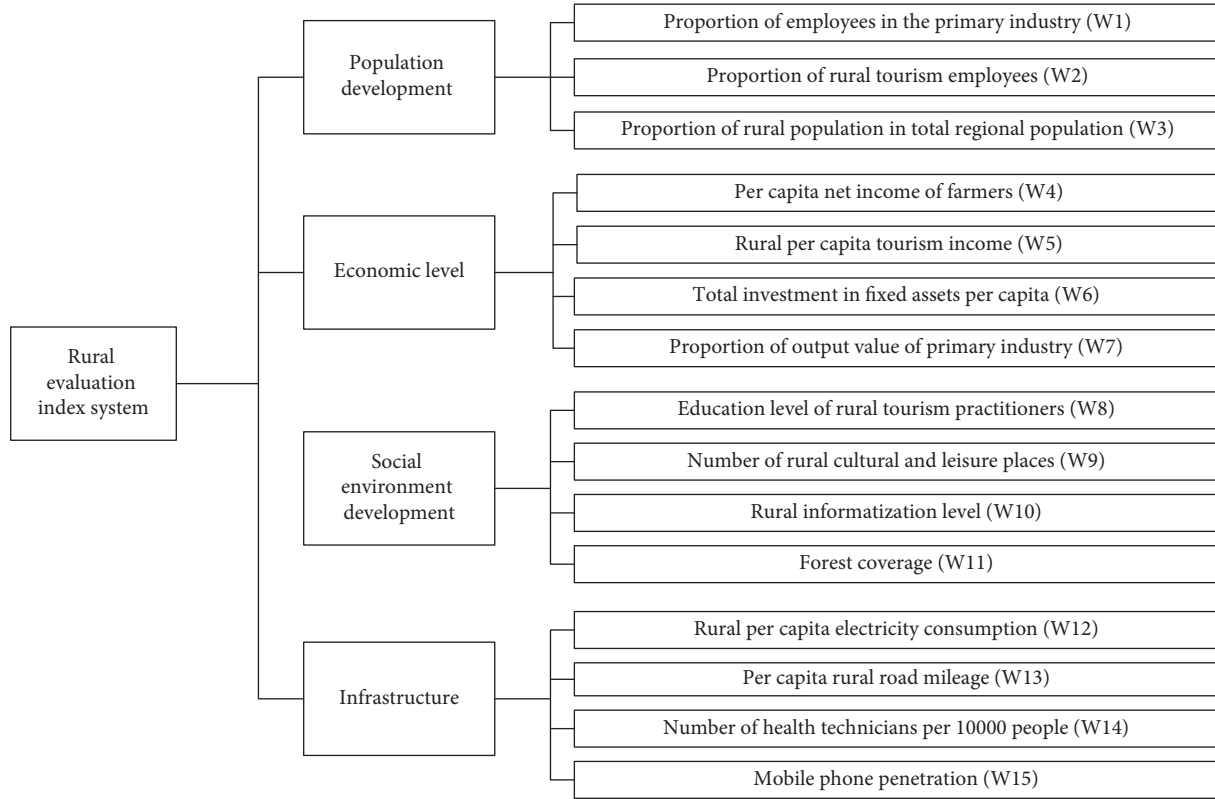 Rural
evaluation
index system
Population
development
Proportion of employees in the primary industry (W1)
Proportion of rural tourism employees (W2)
Proportion of rural population in total regional population (W3)
Economic level
Per capita net income of farmers (W4)
Rural per capita tourism income (W5)
Total investment in fixed assets per capita (W6)
Proportion of output value of primary industry (W7)
Social
environment
development
Education level of rural tourism practitioners (W8)
Number of rural cultural and leisure places (W9)
Rural informatization level (W10)
Forest coverage (W11)
Infrastructure
Rural per capita electricity consumption (W12)
Per capita rural road mileage (W13)
Number of health technicians per 10000 people (W14)
Mobile phone penetration (W15)